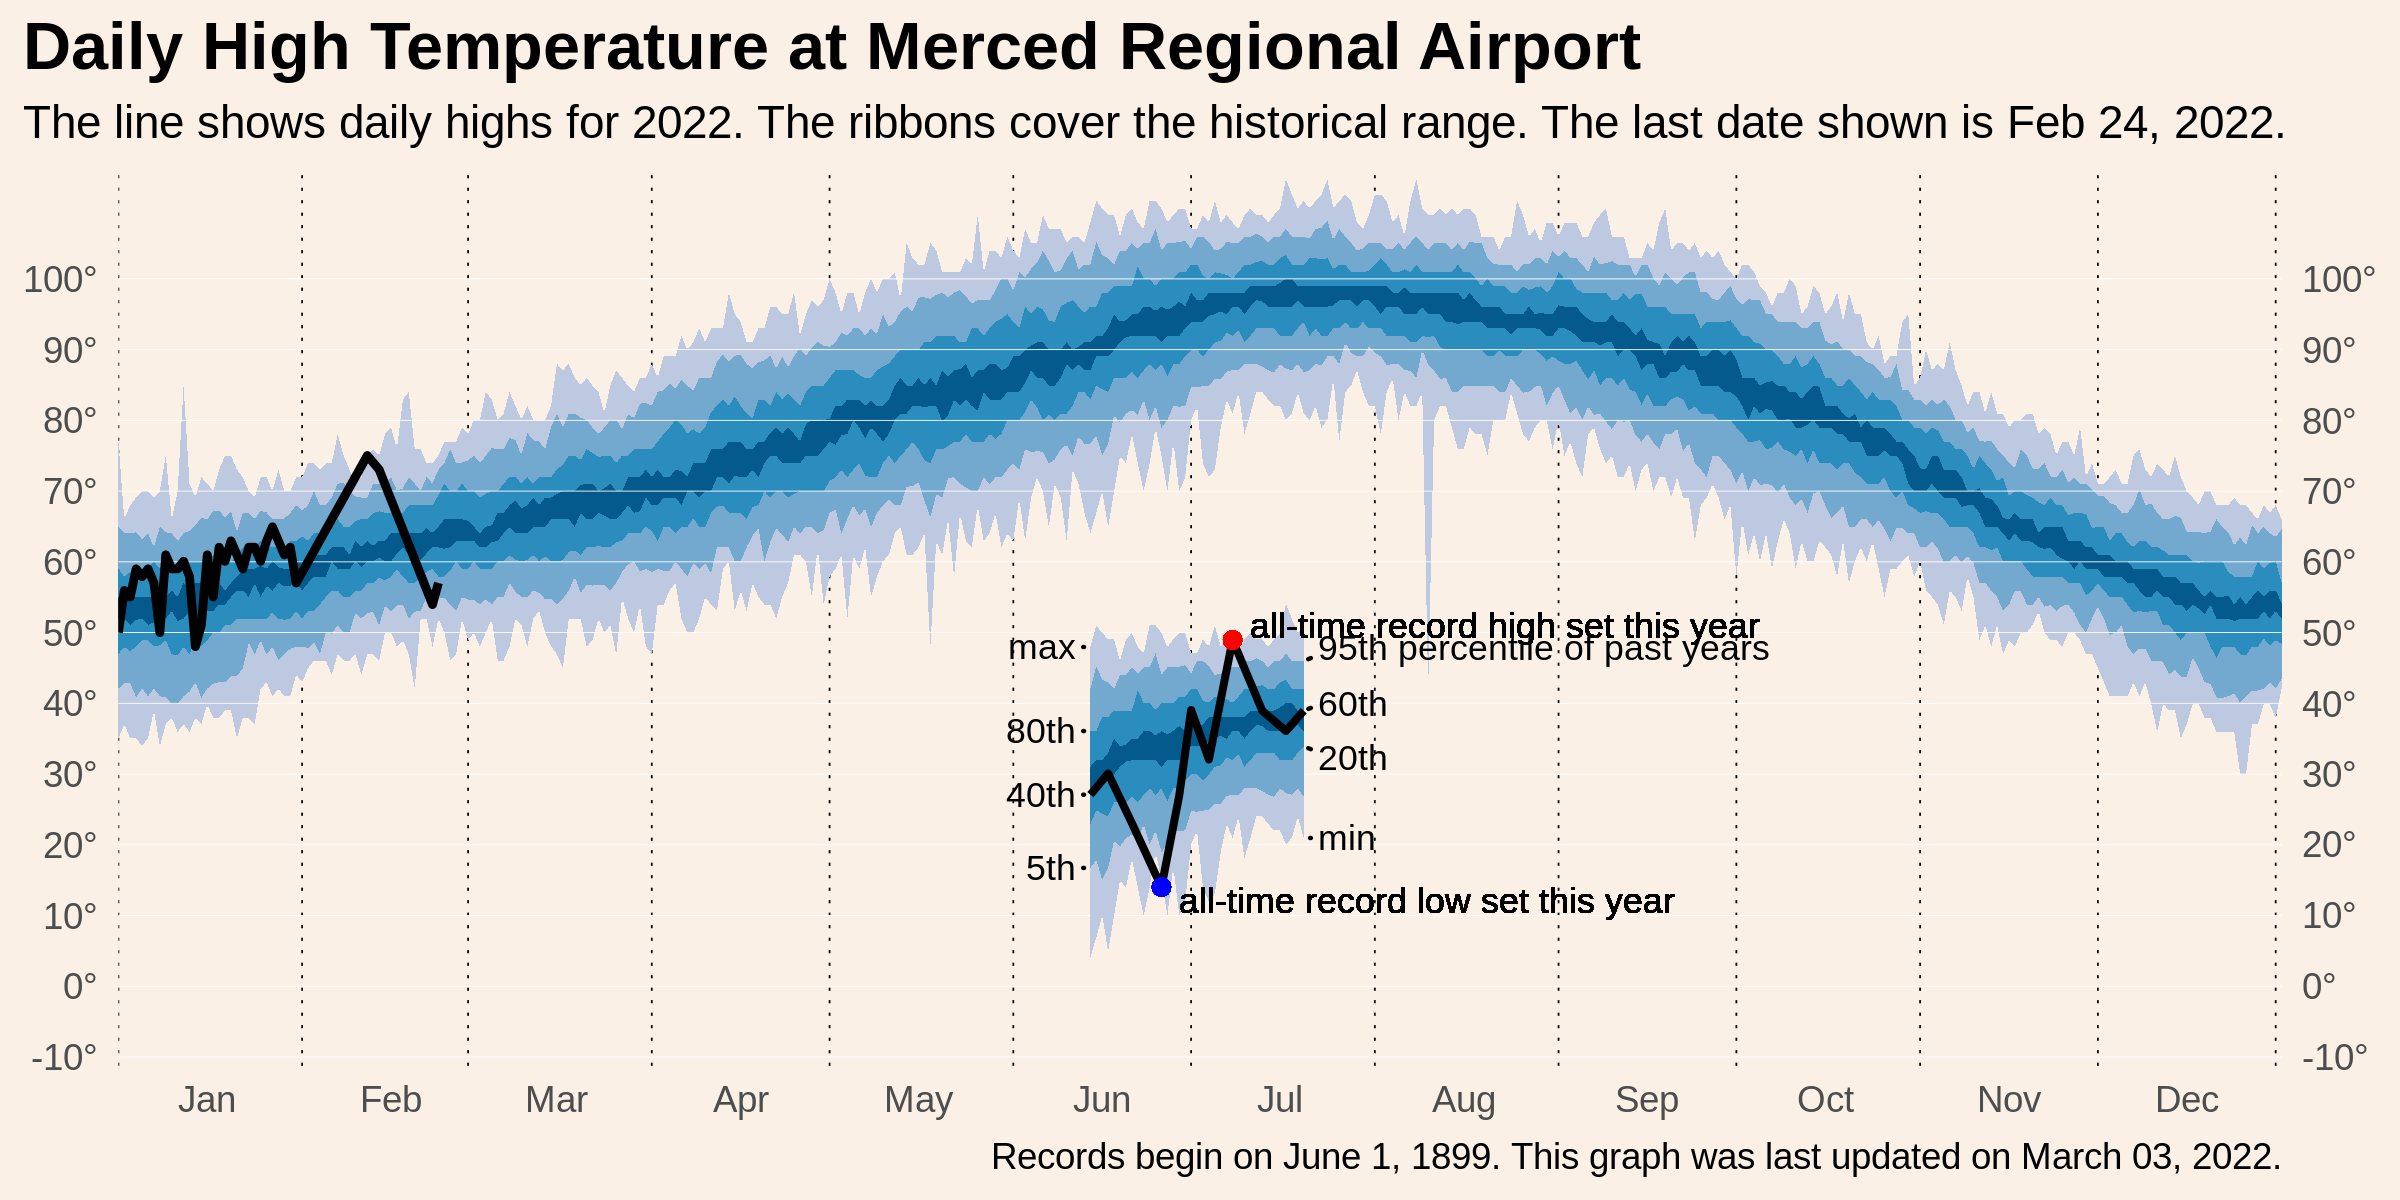 Daily High Temperature at Merced Regional Airport
The line shows daily highs for 2022. The ribbons cover the historical range. The last date shown is Feb 24, 2022.
100° 100°
90° 90°
80° 80°
70° 70°
60° 60°
50° 50°
40° 40°
30° 30°
20° 20°
10° 10°
0° 0°
-10° -10°
all-time record high set this year
max
95th percentile of past years
60th
80th
20th
40th
min
5th
all-time record low set this year
Jan Feb Mar Apr May Jun Jul Aug Sep Oct Nov Dec
Records begin on June 1, 1899. This graph was last updated on March 03, 2022.